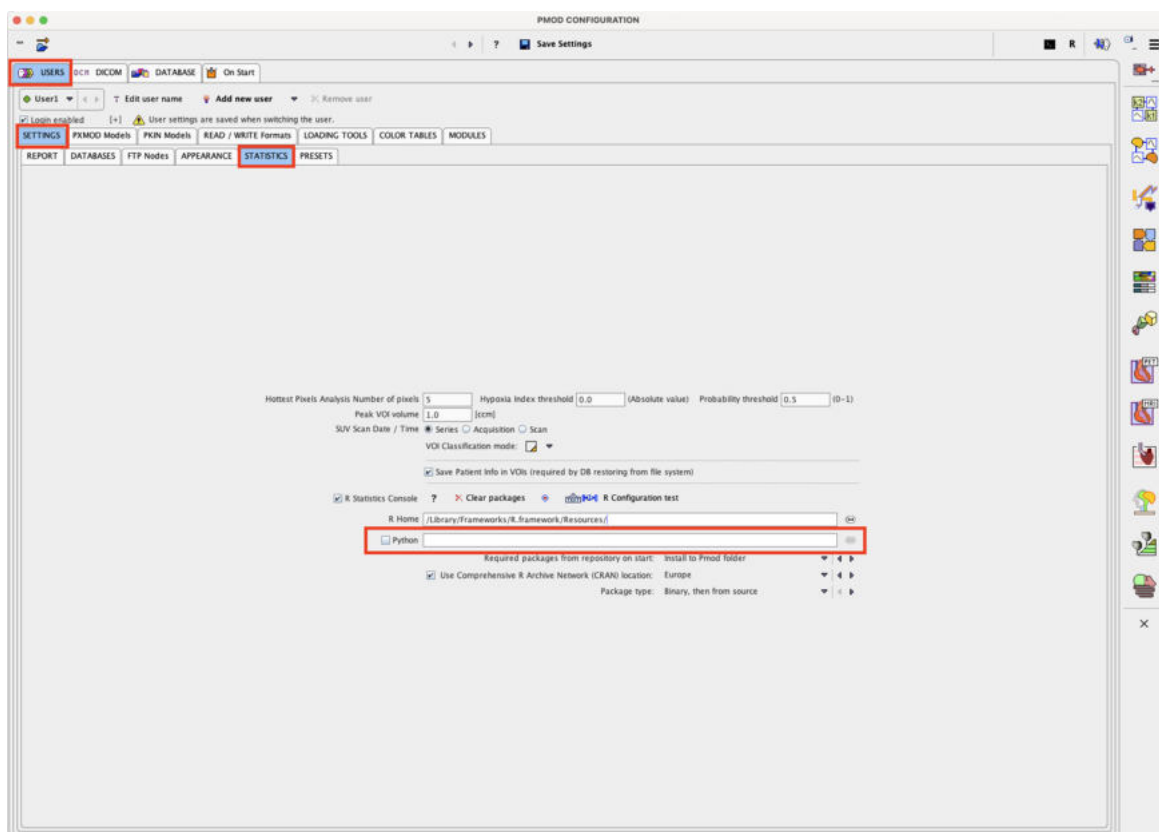 PMOD CONFIGURATION
? Save Settings R
USERS DCM DICOM DATABASE On Start
User1 Edit user name Add new user Remove user
Login enabled [+] User settings are saved when switching the user.
SETTINGS PXMOD Models PKIN Models READ / WRITE Formats LOADING TOOLS COLOR TABLES MODULES
REPORT DATABASES FTP Nodes APPEARANCE STATISTICS PRESETS
Hottest Pixels Analysis Number of pixels 5 Hypoxia Index threshold 0.0 (Absolute value) Probability threshold 0.5 (0-1)
Peak VOI volume 1.0 [ccm]
SUV Scan Date / Time Series Acquisition Scan
VOI Classification mode:
Save Patient Info in VOIs (required by DB restoring from file system)
R Statistics Console ? Clear packages R Configuration test
R Home /Library/Frameworks/R.framework/Resources/
Python
Required packages from repository on start: Install to Pmod folder
Use Comprehensive R Archive Network (CRAN) location: Europe
Package type: Binary, then from source
PET
MRI